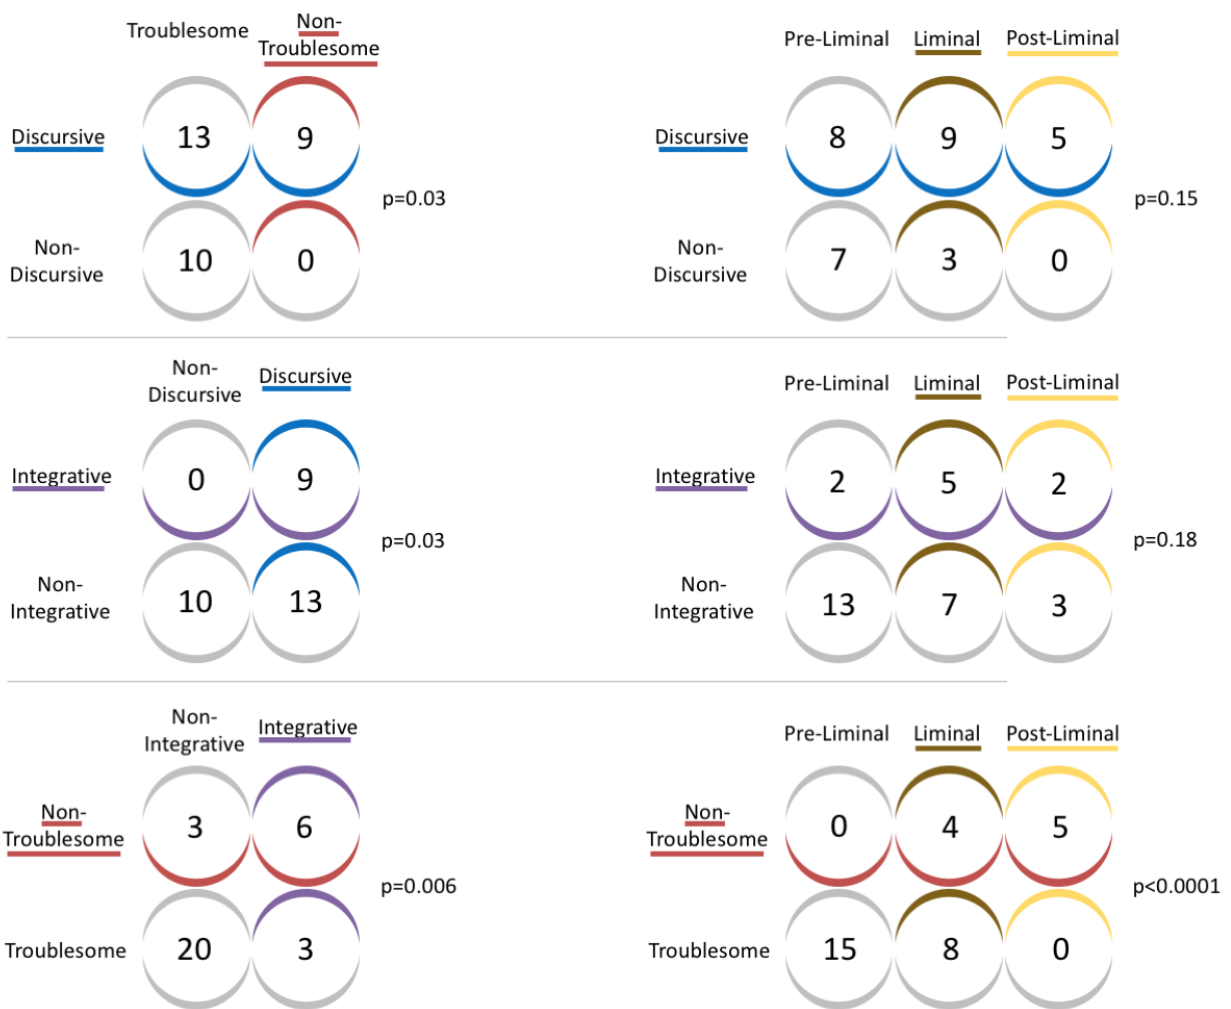 Troublesome
Non-
Troublesome
Discursive
13
9
p=0.03
Non-
Discursive
10
0
Pre-Liminal
Liminal
Post-Liminal
Discursive
8
9
5
p=0.15
Non-
Discursive
7
3
0
Non-
Discursive
Discursive
Integrative
0
9
p=0.03
Non-
Integrative
10
13
Pre-Liminal
Liminal
Post-Liminal
Integrative
2
5
2
p=0.18
Non-
Integrative
13
7
3
Non-
Integrative
Integrative
Non-
Troublesome
3
6
p=0.006
Troublesome
20
3
Pre-Liminal
Liminal
Post-Liminal
Non-
Troublesome
0
4
5
p<0.0001
Troublesome
15
8
0